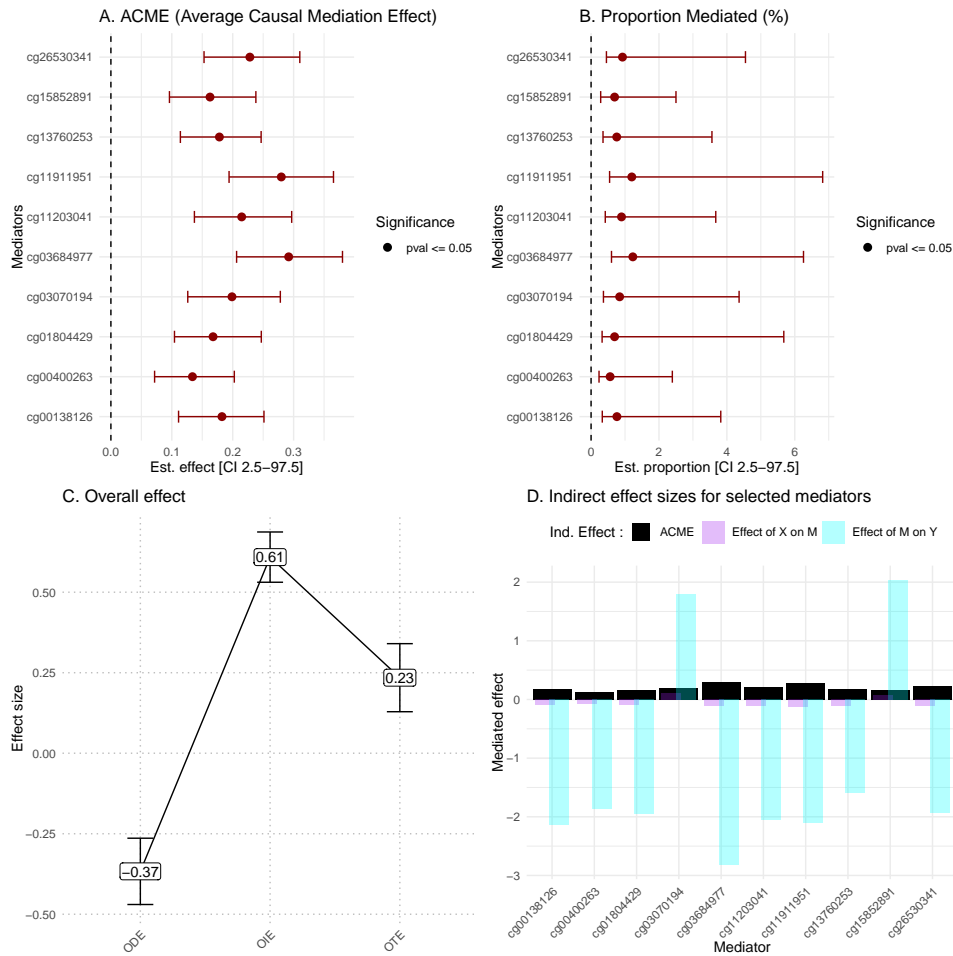 A. ACME (Average Causal Mediation Effect)
Mediators
cg26530341
cg15852891
cg13760253
cg11911951
cg11203041
cg03684977
cg03070194
cg01804429
cg00400263
cg00138126
0.0 0.1 0.2 0.3
Est. effect [CI 2.5−97.5]
Significance
pval <= 0.05
B. Proportion Mediated (%)
Mediators
cg26530341
cg15852891
cg13760253
cg11911951
cg11203041
cg03684977
cg03070194
cg01804429
cg00400263
cg00138126
0 2 4 6
Est. proportion [CI 2.5−97.5]
Significance
pval <= 0.05
C. Overall effect
Effect size
0.50
0.25
0.00
−0.25
−0.50
−0.37
0.61
0.23
ODE OIE OTE
D. Indirect effect sizes for selected mediators
Ind. Effect : ACME Effect of X on M Effect of M on Y
Mediated effect
2
1
0
−1
−2
−3
cg00138126 cg00400263 cg01804429 cg03070194 cg03684977 cg11203041 cg11911951 cg13760253 cg15852891 cg26530341
Mediator